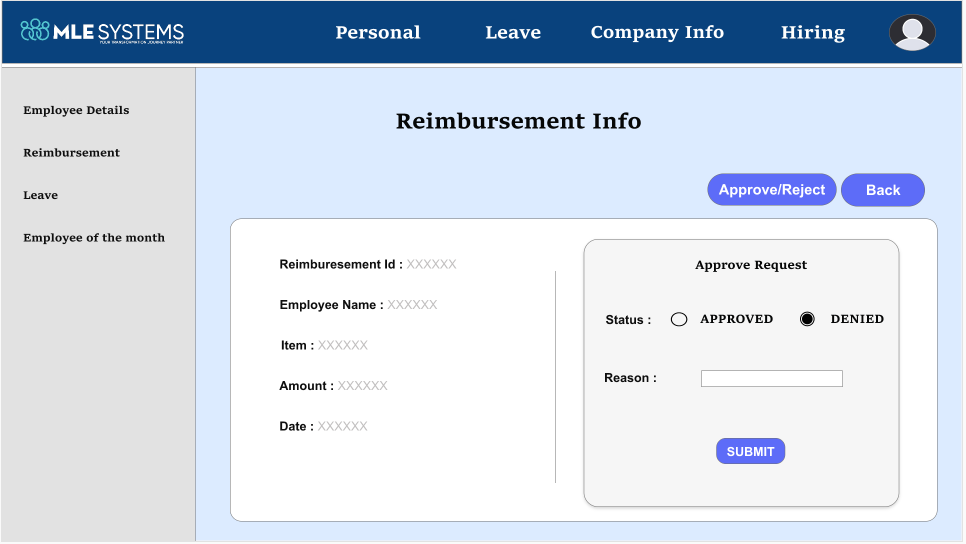 MLE SYSTEMS
YOUR TRANSFORMATION JOURNEY PARTNER
Personal
Leave
Company Info
Hiring
Employee Details
Reimbursement
Leave
Employee of the month
Reimbursement Info
Approve/Reject
Back
Reimburesement Id : XXXXXX
Employee Name : XXXXXX
Item : XXXXXX
Amount : XXXXXX
Date : XXXXXX
Approve Request
Status :
APPROVED
DENIED
Reason :
SUBMIT